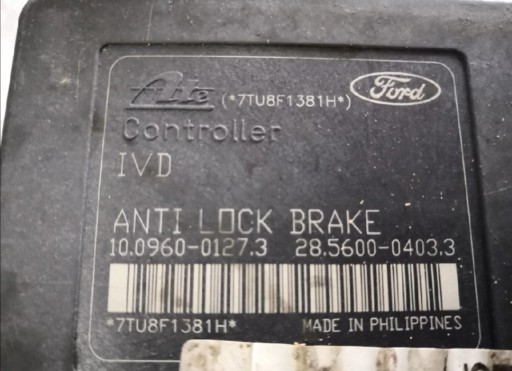 Ate (*7TU8F1381H*) Ford
Controller
IVD
ANTI LOCK BRAKE
10.0960-0127.3 28.5600-0403.3
*7TU8F1381H* MADE IN PHILIPPINES